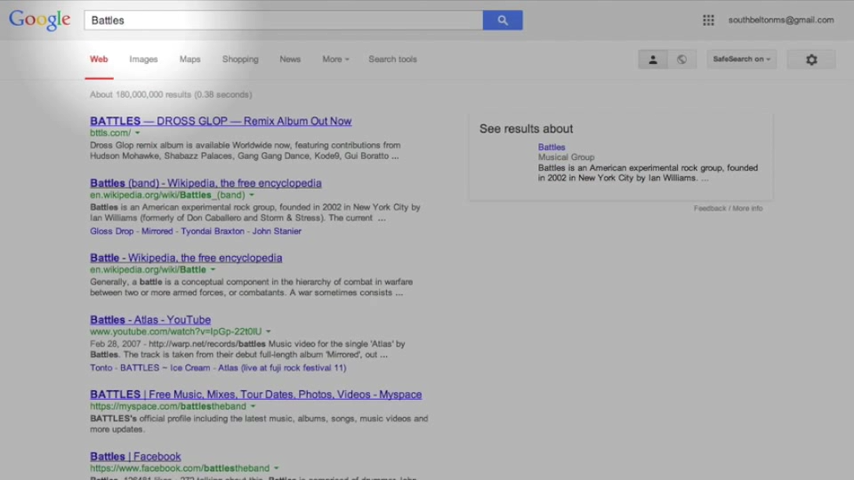 Google Battles southbeltonms@gmail.com
Web Images Maps Shopping News More Search tools SafeSearch on
About 180,000,000 results (0.38 seconds)
BATTLES — DROSS GLOP — Remix Album Out Now
bttls.com/
Dross Glop remix album is available Worldwide now, featuring contributions from
Hudson Mohawke, Shabazz Palaces, Gang Gang Dance, Kode9, Gui Boratto ...
Battles (band) - Wikipedia, the free encyclopedia
en.wikipedia.org/wiki/Battles_(band)
Battles is an American experimental rock group, founded in 2002 in New York City by
Ian Williams (formerly of Don Caballero and Storm & Stress). The current ...
Gloss Drop - Mirrored - Tyondai Braxton - John Stanier
Battle - Wikipedia, the free encyclopedia
en.wikipedia.org/wiki/Battle
Generally, a battle is a conceptual component in the hierarchy of combat in warfare
between two or more armed forces, or combatants. A war sometimes consists ...
Battles - Atlas - YouTube
www.youtube.com/watch?v=IpGp-22t0lU
Feb 28, 2007 - http://warp.net/records/battles Music video for the single 'Atlas' by
Battles. The track is taken from their debut full-length album 'Mirrored', out ...
Tonto - BATTLES ~ Ice Cream - Atlas (live at fuji rock festival 11)
BATTLES | Free Music, Mixes, Tour Dates, Photos, Videos - Myspace
https://myspace.com/battlestheband
BATTLES's official profile including the latest music, albums, songs, music videos and
more updates.
Battles | Facebook
https://www.facebook.com/battlestheband
See results about
Battles
Musical Group
Battles is an American experimental rock group, founded
in 2002 in New York City by Ian Williams. ...
Feedback / More info